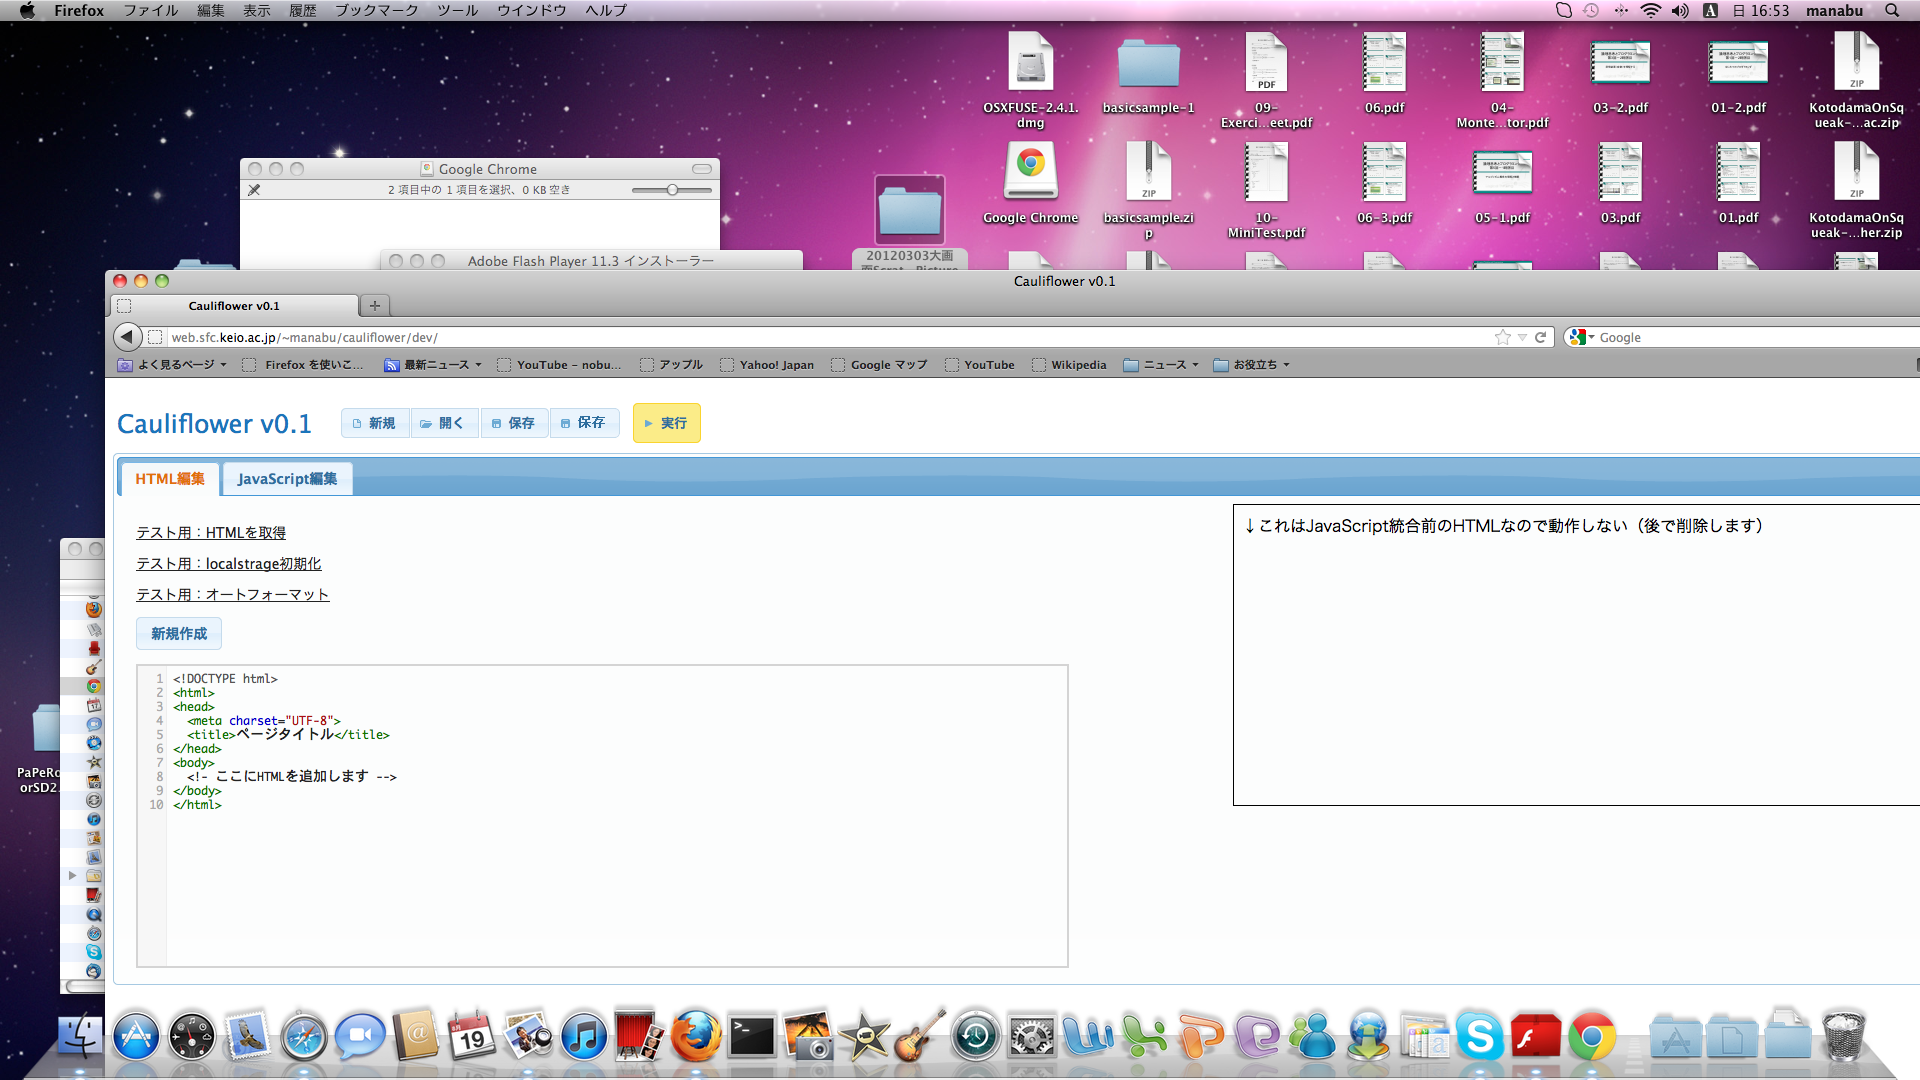 Firefox ファイル 編集 表示 履歴 ブックマーク ツール ウインドウ ヘルプ
A 日 16:53 manabu
OSXFUSE-2.4.1.
dmg
basicsample-1
PDF
09-
Exerci...eet.pdf
06.pdf
04-
Monte...tor.pdf
03-2.pdf
01-2.pdf
ZIP
KotodamaOnSq
ueak-...ac.zip
Google Chrome
ZIP
basicsample.zi
p
10-
MiniTest.pdf
06-3.pdf
05-1.pdf
03.pdf
01.pdf
ZIP
KotodamaOnSq
ueak-...her.zip
Google Chrome
2 項目中の 1 項目を選択、0 KB 空き
20120303大画
Adobe Flash Player 11.3 インストーラー
PaPeRo
orSD2.
Cauliflower v0.1
Cauliflower v0.1
web.sfc.keio.ac.jp/~manabu/cauliflower/dev/
Google
よく見るページ Firefox を使いこ... 最新ニュース YouTube - nobu... アップル Yahoo! Japan Google マップ YouTube Wikipedia ニュース お役立ち
Cauliflower v0.1 新規 開く 保存 保存 実行
HTML編集 JavaScript編集
テスト用：HTMLを取得
テスト用：localstrage初期化
テスト用：オートフォーマット
新規作成
1 <!DOCTYPE html>
2 <html>
3 <head>
4 <meta charset="UTF-8">
5 <title>ページタイトル</title>
6 </head>
7 <body>
8 <!- ここにHTMLを追加します -->
9 </body>
10 </html>
↓これはJavaScript統合前のHTMLなので動作しない（後で削除します）
19